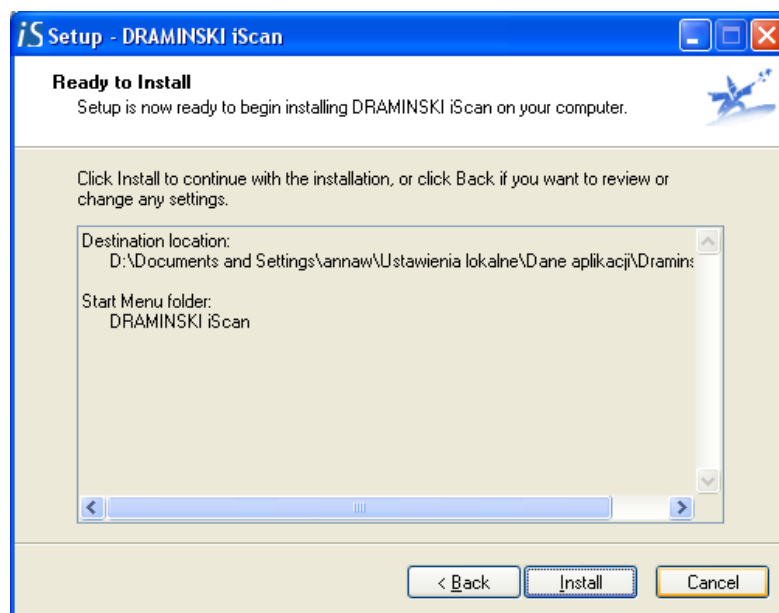 iS Setup - DRAMINSKI iScan
Ready to Install
Setup is now ready to begin installing DRAMINSKI iScan on your computer.
Click Install to continue with the installation, or click Back if you want to review or
change any settings.
Destination location:
D:\Documents and Settings\annaw\Ustawienia lokalne\Dane aplikacji\Dramins
Start Menu folder:
DRAMINSKI iScan
< Back
Install
Cancel